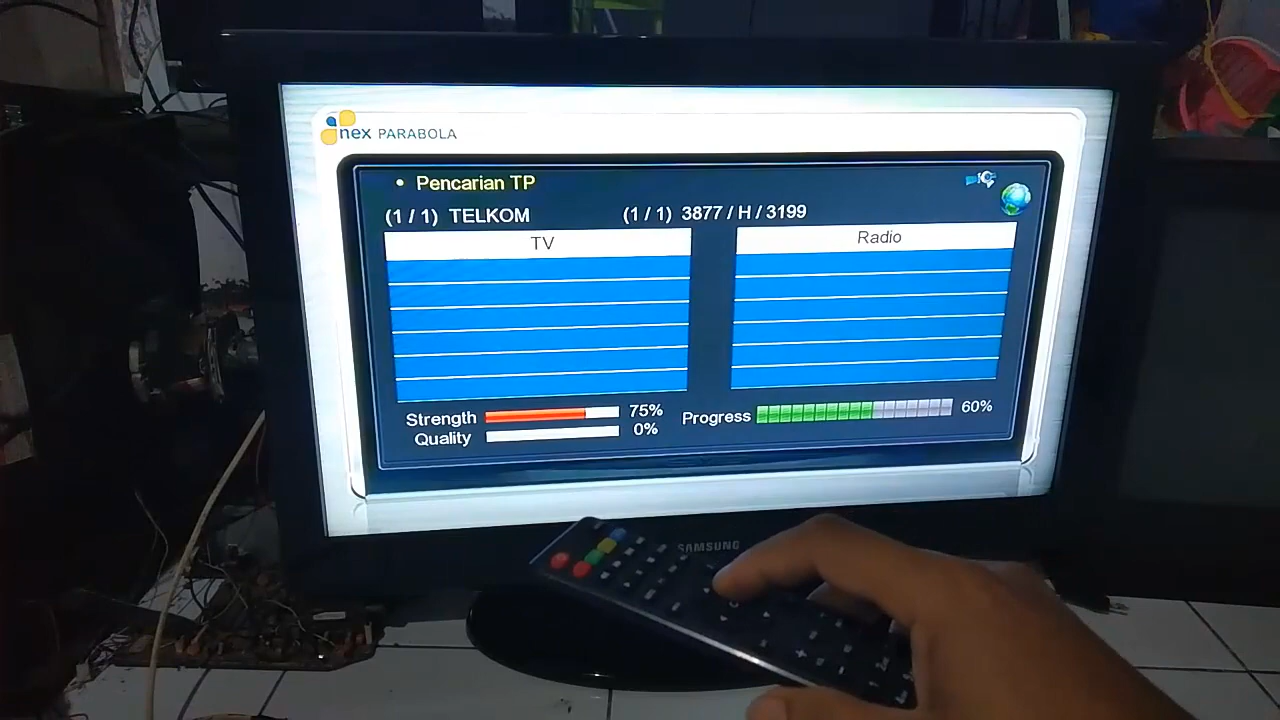 nex PARABOLA
• Pencarian TP
(1 / 1) TELKOM (1 / 1) 3877 / H / 3199
TV Radio
Strength 75% Progress 60%
Quality 0%
SAMSUNG